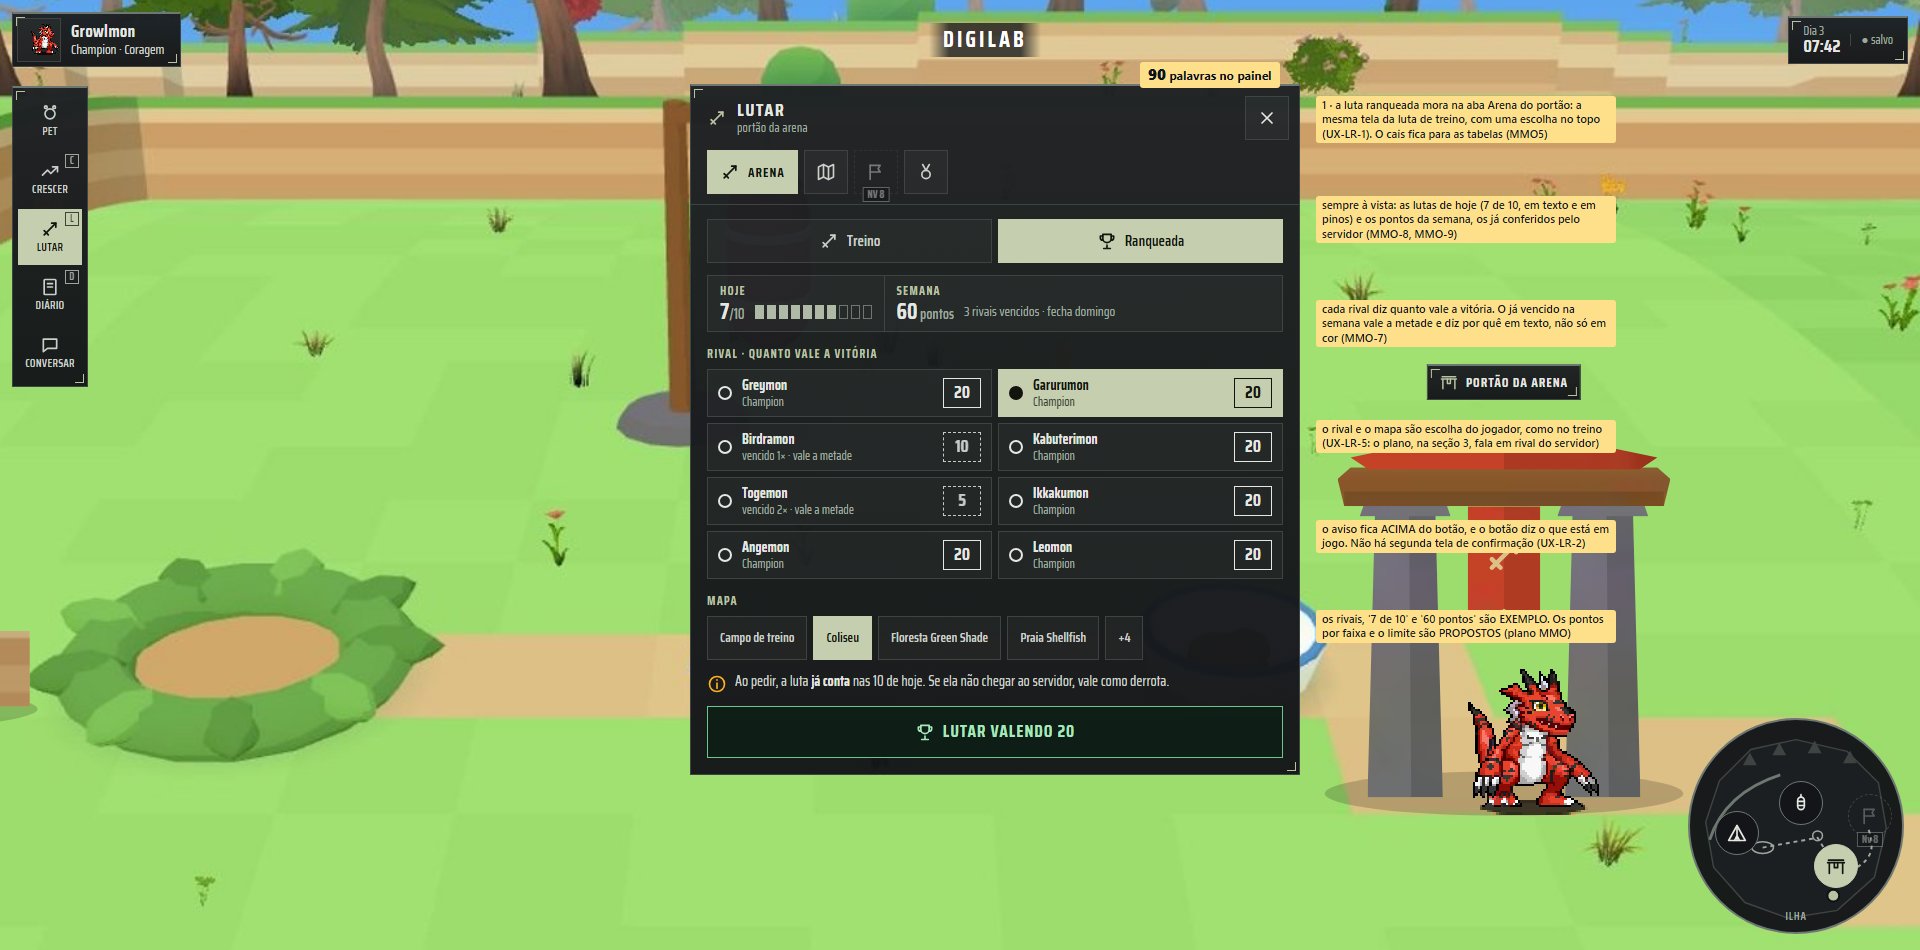 Growlmon
Champion · Coragem
DIGILAB
Dia 3
07:42
salvo
90 palavras no painel
PET
C
CRESCER
L
LUTAR
D
DIÁRIO
CONVERSAR
LUTAR
portão da arena
ARENA
NV 8
Treino
Ranqueada
HOJE
7/10
SEMANA
60 pontos 3 rivais vencidos · fecha domingo
RIVAL · QUANTO VALE A VITÓRIA
Greymon
Champion
20
Garurumon
Champion
20
Birdramon
vencido 1× · vale a metade
10
Kabuterimon
Champion
20
Togemon
vencido 2× · vale a metade
5
Ikkakumon
Champion
20
Angemon
Champion
20
Leomon
Champion
20
MAPA
Campo de treino
Coliseu
Floresta Green Shade
Praia Shellfish
+4
Ao pedir, a luta já conta nas 10 de hoje. Se ela não chegar ao servidor, vale como derrota.
LUTAR VALENDO 20
1 · a luta ranqueada mora na aba Arena do portão: a
mesma tela da luta de treino, com uma escolha no topo
(UX-LR-1). O cais fica para as tabelas (MMO5)
sempre à vista: as lutas de hoje (7 de 10, em texto e em
pinos) e os pontos da semana, os já conferidos pelo
servidor (MMO-8, MMO-9)
cada rival diz quanto vale a vitória. O já vencido na
semana vale a metade e diz por quê em texto, não só em
cor (MMO-7)
PORTÃO DA ARENA
o rival e o mapa são escolha do jogador, como no treino
(UX-LR-5: o plano, na seção 3, fala em rival do servidor)
o aviso fica ACIMA do botão, e o botão diz o que está em
jogo. Não há segunda tela de confirmação (UX-LR-2)
os rivais, '7 de 10' e '60 pontos' são EXEMPLO. Os pontos
por faixa e o limite são PROPOSTOS (plano MMO)
Nv 8
ILHA